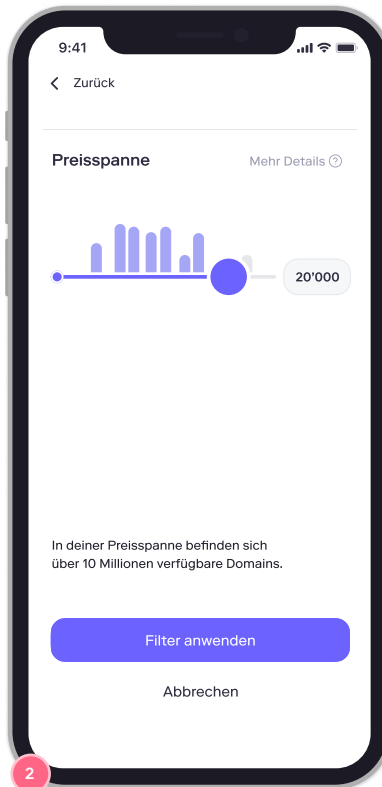 9:41
Zurück
Preisspanne
Mehr Details ?
20'000
In deiner Preisspanne befinden sich
über 10 Millionen verfügbare Domains.
Filter anwenden
Abbrechen
2